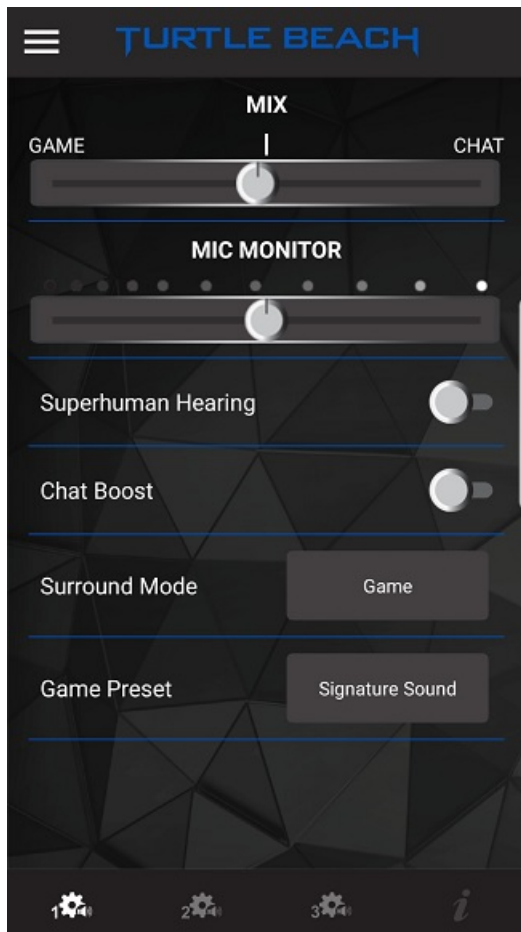 TURTLE BEACH
MIX
GAME CHAT
MIC MONITOR
Superhuman Hearing
Chat Boost
Surround Mode Game
Game Preset Signature Sound
1 2 3 i